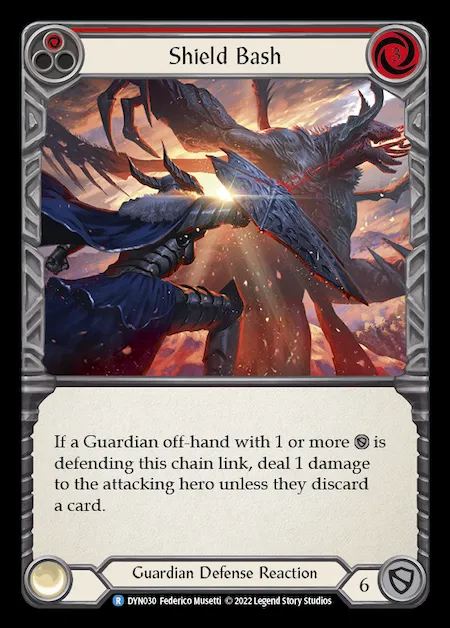 Shield Bash
3
If a Guardian off-hand with 1 or more is
defending this chain link, deal 1 damage
to the attacking hero unless they discard
a card.
Guardian Defense Reaction
6
R DYN030 Federico Musetti © 2022 Legend Story Studios